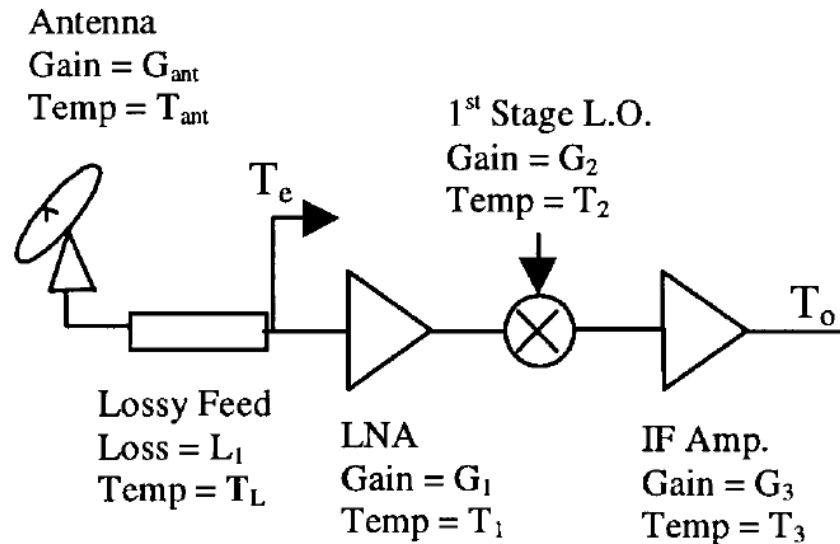 Antenna
Gain = G_ant
Temp = T_ant
1st Stage L.O.
Gain = G_2
Temp = T_2
T_e
T_o
Lossy Feed
Loss = L_1
Temp = T_L
LNA
Gain = G_1
Temp = T_1
IF Amp.
Gain = G_3
Temp = T_3